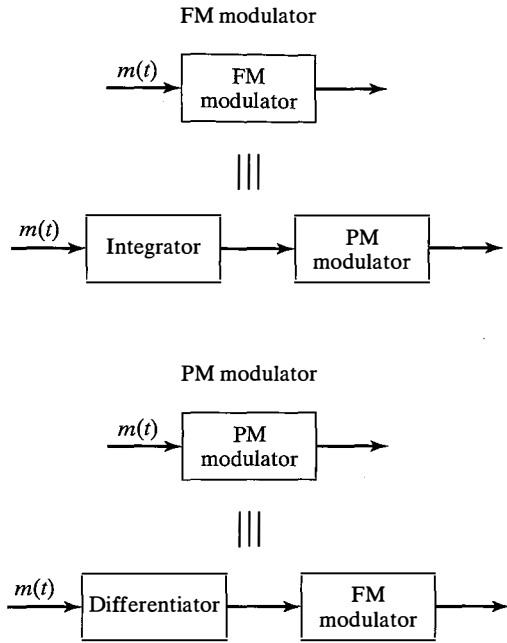 FM modulator
m(t)
FM
modulator
m(t)
Integrator
PM
modulator
PM modulator
m(t)
PM
modulator
m(t)
Differentiator
FM
modulator